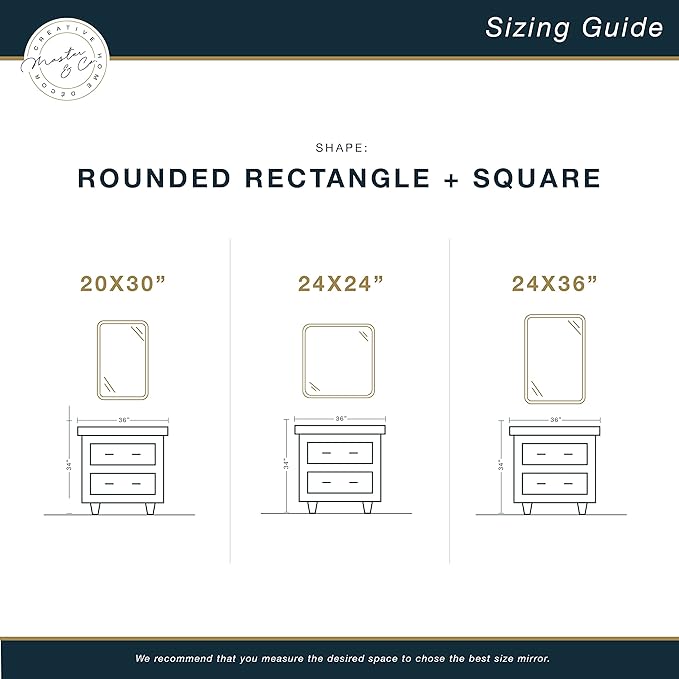 CREATIVE HOME DÉCOR
Master & Co.
Sizing Guide
SHAPE:
ROUNDED RECTANGLE + SQUARE
20X30”
24X24”
24X36”
36"
34"
36"
34"
36"
34"
We recommend that you measure the desired space to chose the best size mirror.